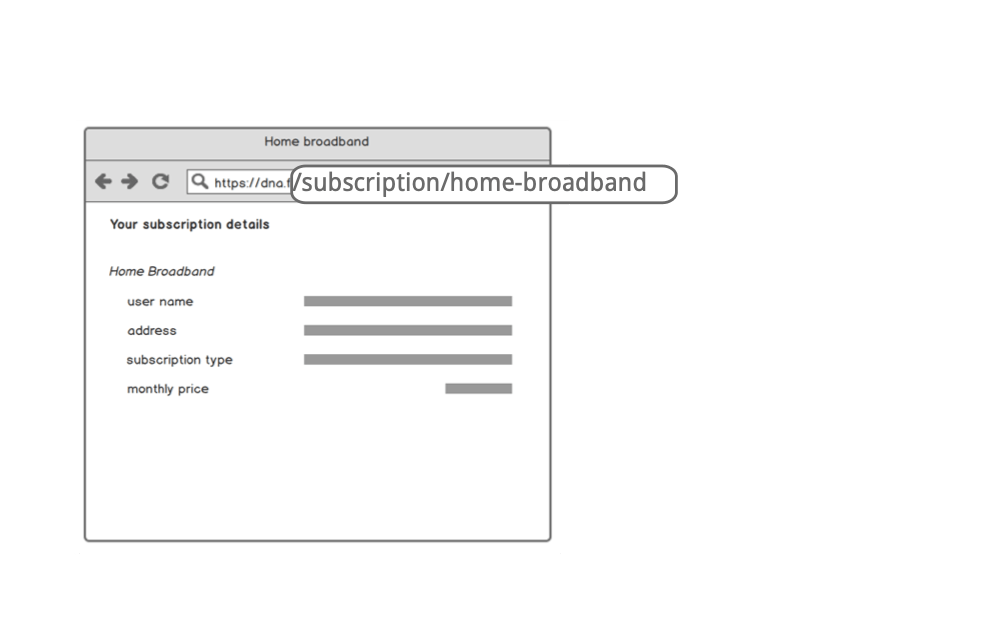 Home broadband
https://dna.f/subscription/home-broadband
Your subscription details
Home Broadband
user name
address
subscription type
monthly price